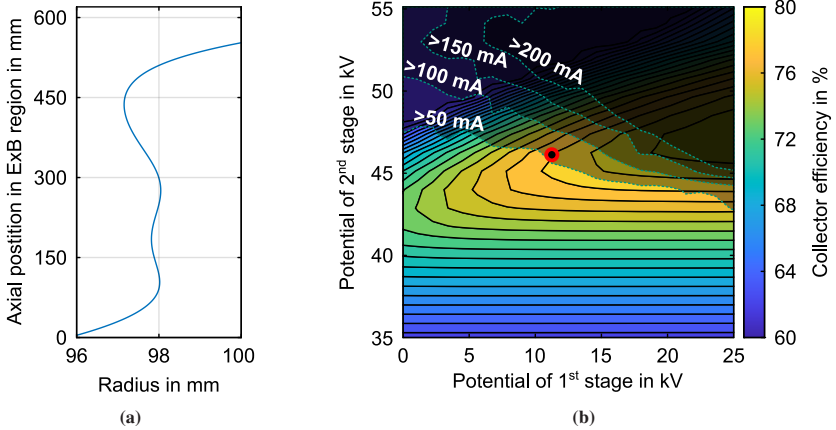 Axial postition in ExB region in mm
600
450
300
150
0
96
98
100
Radius in mm
(a)
Potential of 2nd stage in kV
55
50
45
40
35
>150 mA
>200 mA
>100 mA
>50 mA
0
5
10
15
20
25
Potential of 1st stage in kV
(b)
80
76
72
68
64
60
Collector efficiency in %